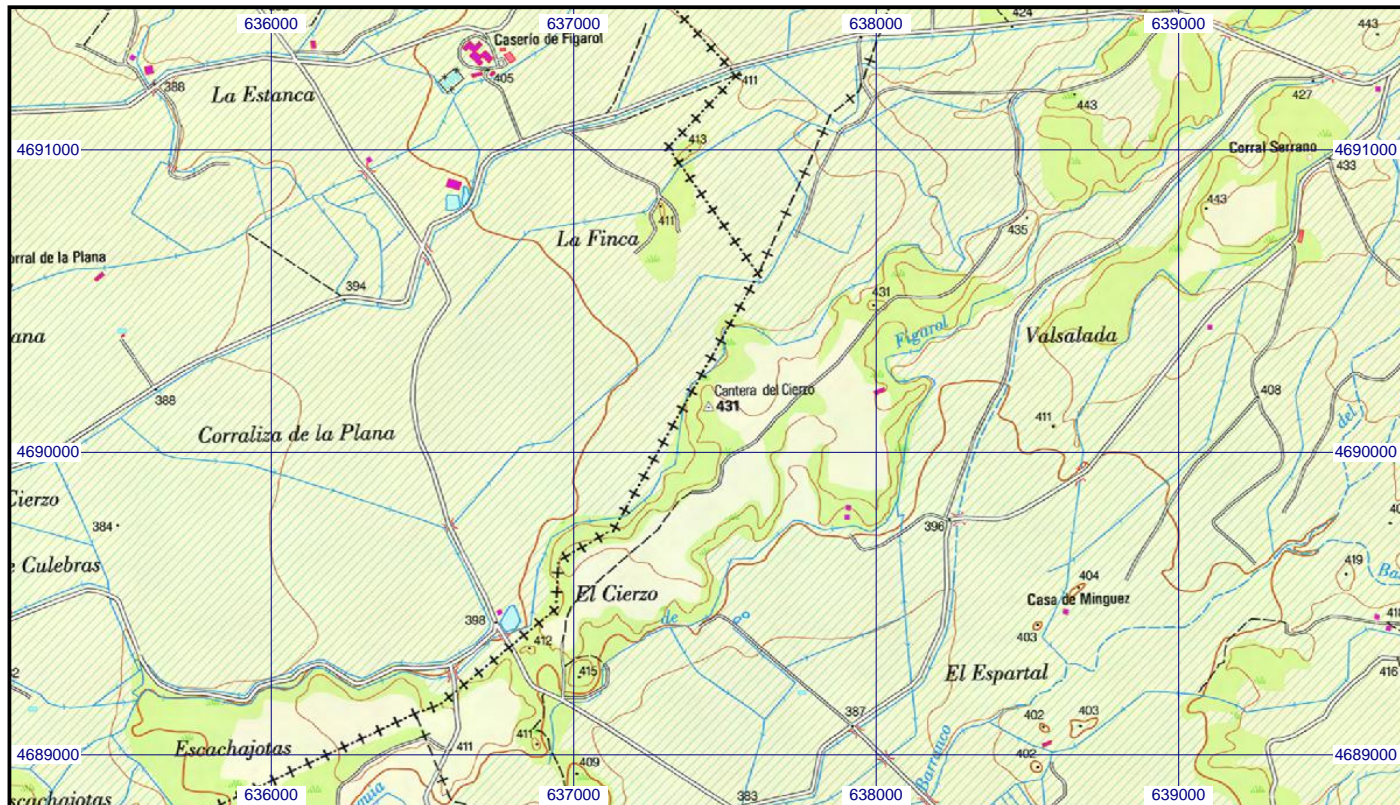 636000
637000
638000
639000
424
443
Caserío de Figarol
388
405
411
La Estanca
443
427
413
4691000
4691000
Corral Serrano
433
411
443
435
La Finca
orral de la Plana
394
431
Figarol
Valsalada
ana
Cantera del Cierzo
431
388
408
411
del
Corraliza de la Plana
4690000
4690000
Cierzo
384
396
Culebras
419
Ba
404
El Cierzo
Casa de Minguez
de
398
403
412
415
El Espartal
416
387
402
403
Escachajotas
411
411
4689000
4689000
402
409
Barranco
383
scachajotas
636000
637000
638000
639000